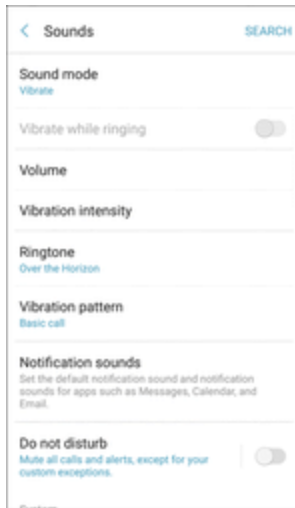 Sounds SEARCH
Sound mode
Vibrate
Vibrate while ringing
Volume
Vibration intensity
Ringtone
Over the Horizon
Vibration pattern
Basic call
Notification sounds
Set the default notification sound and notification
sounds for apps such as Messages, Calendar, and
Email.
Do not disturb
Mute all calls and alerts, except for your
custom exceptions.